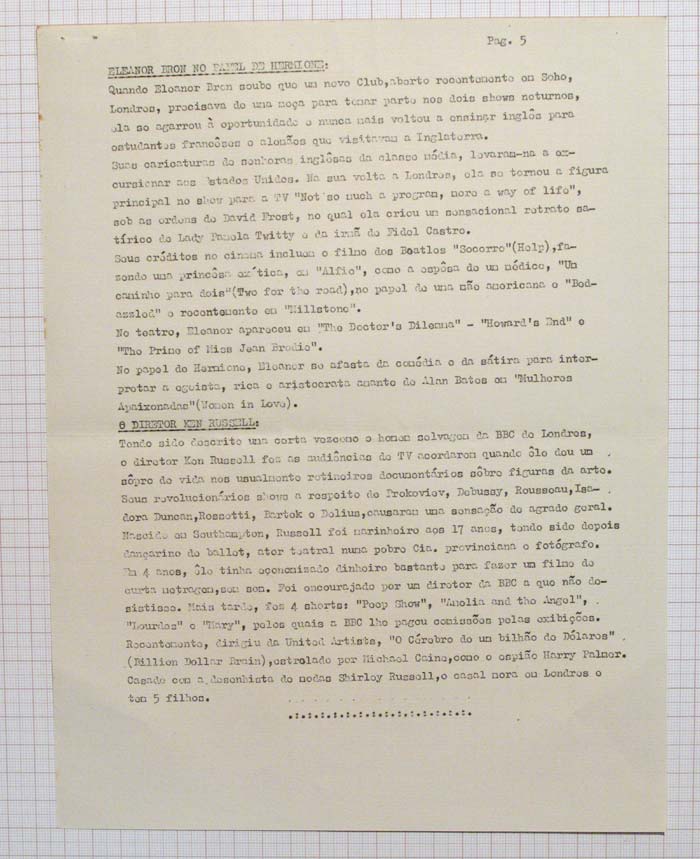 Pag. 5
ELEANOR BRON NO PAPEL DE HERMIONE:
Quando Eleanor Bron soube que um novo Club,aberto recentemente em Soho,
Londres, precisava de uma moça para tomar parte nos dois shows noturnos,
ela se agarrou à oportunidade e nunca mais voltou a ensinar inglês para
estudantes francêses e alemães que visitavam a Inglaterra.
Suas caricaturas de senhoras inglêsas da classe média, levaram-na a ex-
cursionar aos Estados Unidos. Na sua volta a Londres, ela se tornou a figura
principal no show para a TV "Not so much a program, more a way of life",
sob as ordens de David Frost, no qual ela criou um sensacional retrato sa-
tírico de Lady Pamela Twitty e da irmã de Fidel Castro.
Seus créditos no cinema incluem o filme dos Beatles "Socorro"(Help),fa-
zendo uma princêsa exótica, em "Alfie", como a espôsa de um médico, "Um
caminho para dois"(Two for the road),no papel de uma mãe americana e "Bed-
azzled" e recentemente em "Millstone".
No teatro, Eleanor apareceu em "The Doctor's Dilemma" - "Howard's End" e
"The Prime of Miss Jean Brodie".
No papel de Hermione, Eleanor se afasta da comédia e da sátira para inter-
pretar a egoista, rica e aristocrata amante de Alan Bates em "Mulheres
Apaixonadas"(Women in Love).
O DIRETOR KEN RUSSELL:
Tendo sido descrito uma certa vezcomo o homem selvagem da BBC de Londres,
o diretor Ken Russell fez as audiências de TV acordarem quando êle deu um
sôpro de vida nos usualmente rotineiros documentários sôbre figuras da arte.
Seus revolucionários shows a respeito de Prokoviev, Debussy, Rousseau,Isa-
dora Duncan,Rossetti, Bartok e Delius,causaram uma sensação de agrado geral.
Nascido em Southampton, Russell foi marinheiro aos 17 anos, tendo sido depois
dançarino de ballet, ator teatral numa pobre Cia. provinciana e fotógrafo.
Em 4 anos, êle tinha economizado dinheiro bastante para fazer um filme de
curta metragem,sem som. Foi encourajado por um diretor da BBC a que não de-
sistisse. Mais tarde, fez 4 shorts: "Peep Show", "Amelia and the Angel",
"Lourdes" e "Mary", pelos quais a BBC lhe pagou comissões pelas exibições.
Recentemente, dirigiu da United Artists, "O Cérebro de um bilhão de Dólares"
(Billion Dollar Brain),estrelado por Michael Caine,como o espião Harry Palmer.
Casado com a desenhista de modas Shirley Russell,o casal mora em Londres e
tem 5 filhos.